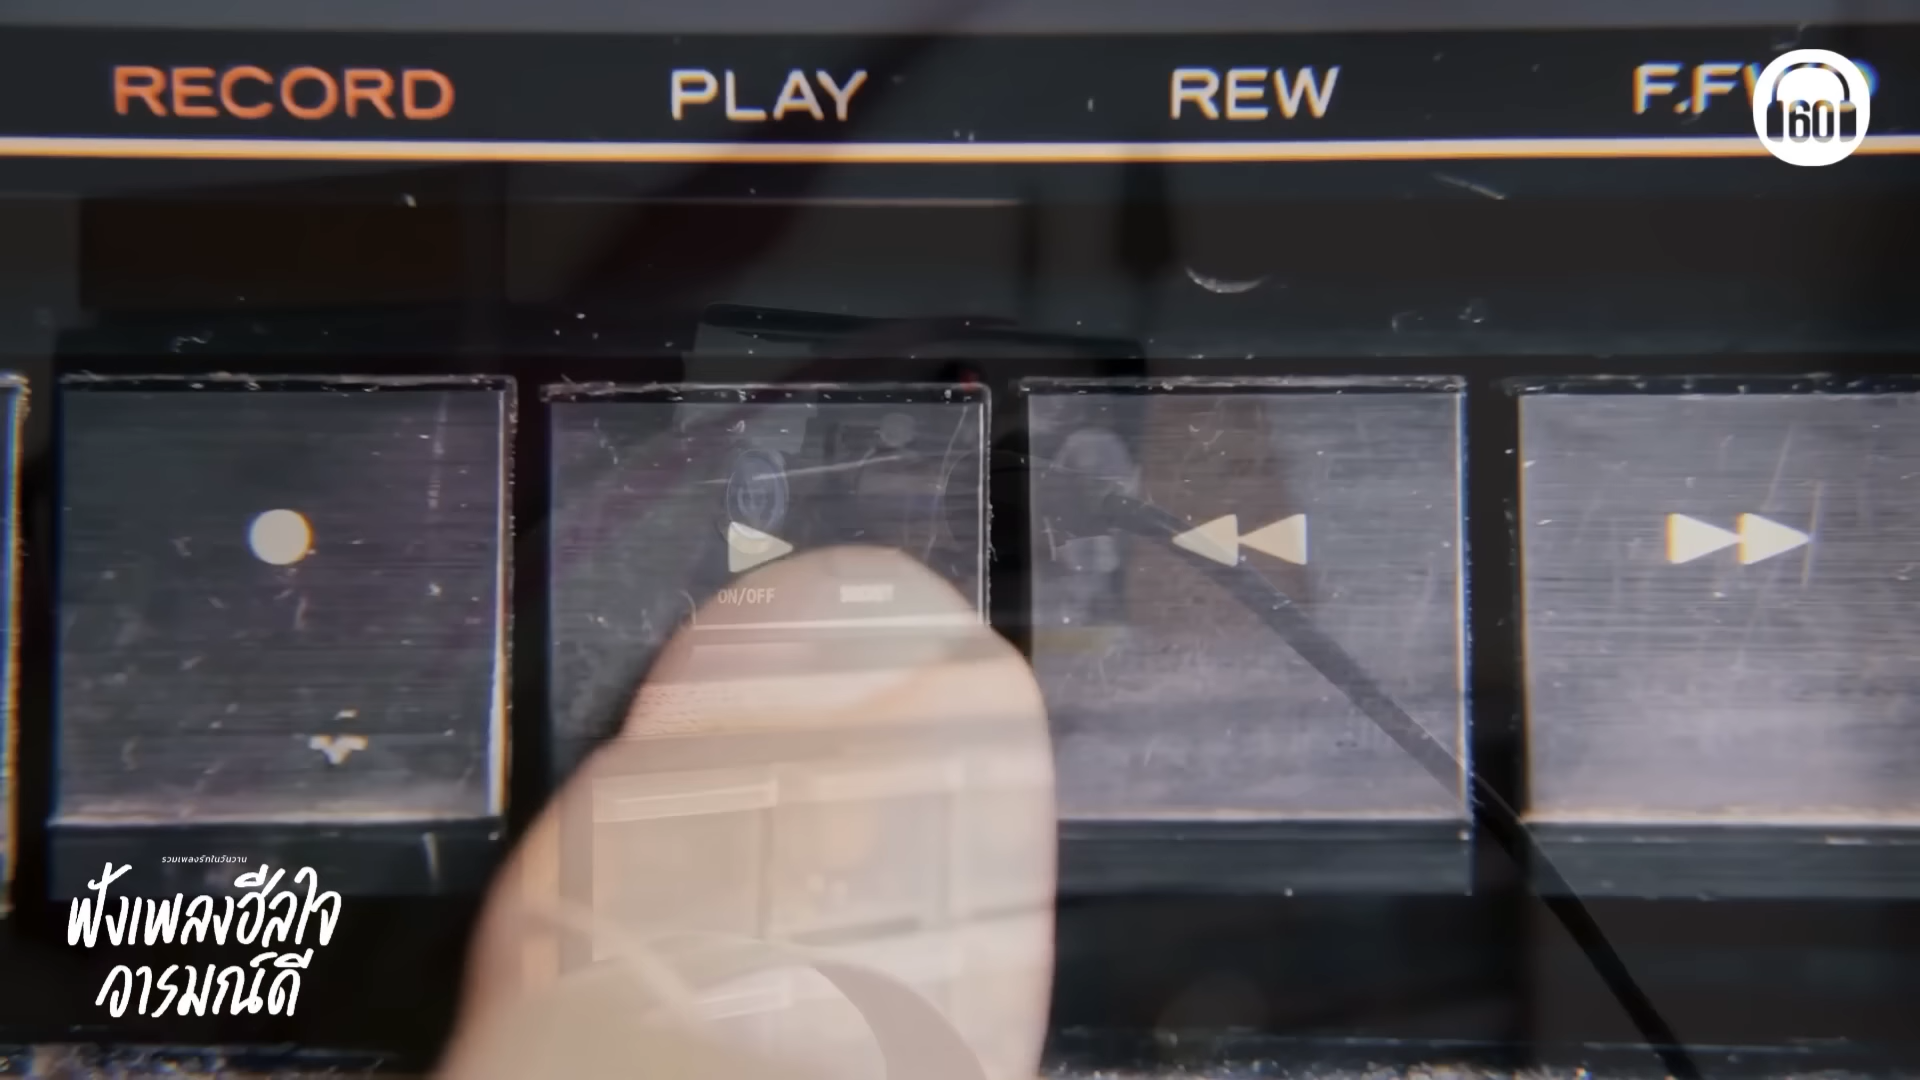 RECORD PLAY REW F.F
160
ON/OFF
รวมเพลงรักในวันวาน
ฟังเพลงฮีลใจ
อารมณ์ดี